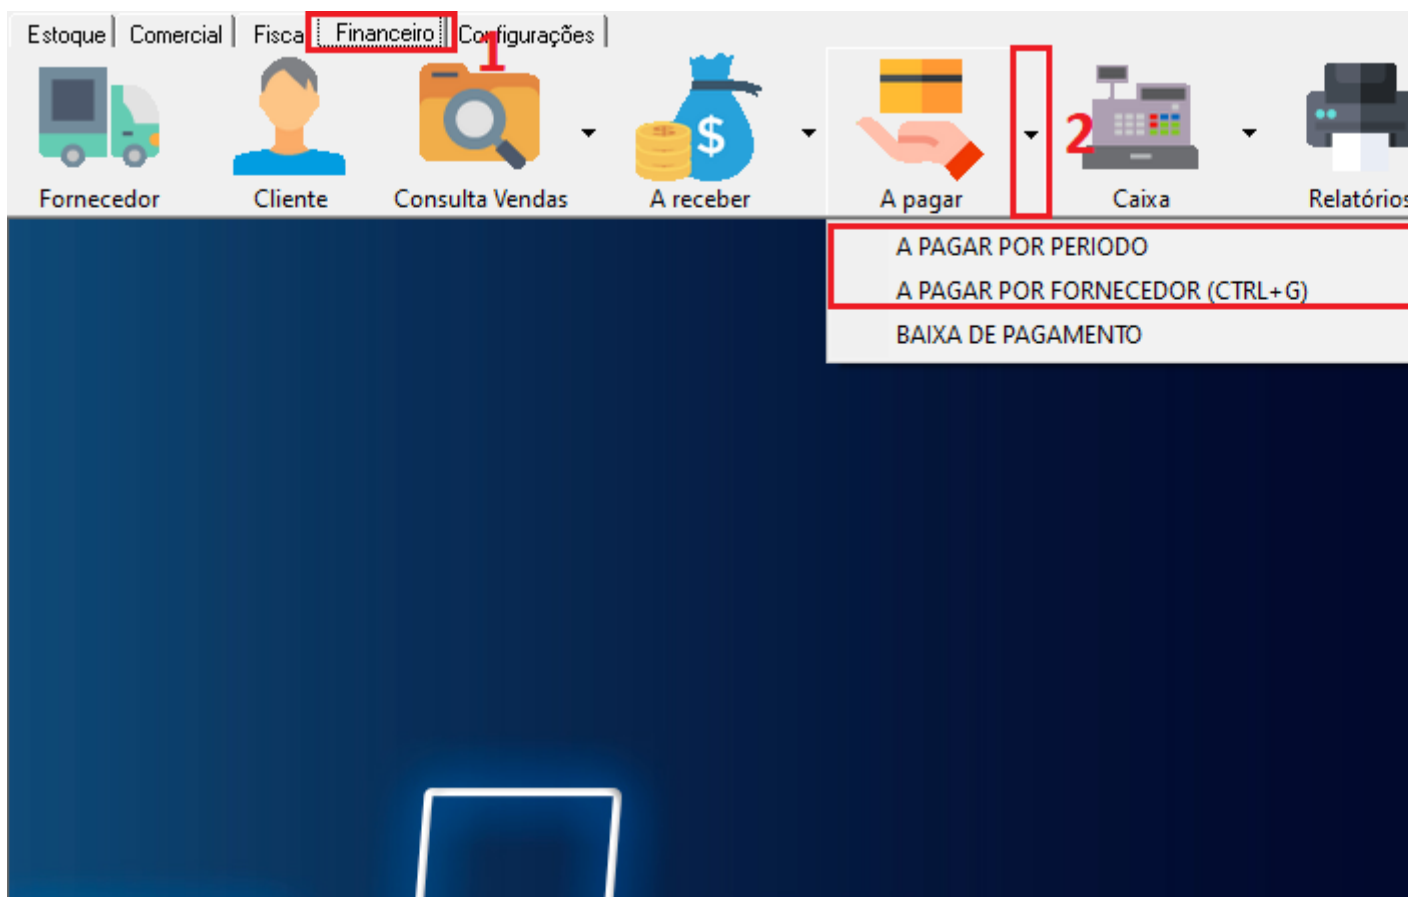 Estoque Comercial Fiscal Financeiro Configurações
1
$
2
Fornecedor Cliente Consulta Vendas A receber A pagar Caixa Relatórios
A PAGAR POR PERIODO
A PAGAR POR FORNECEDOR (CTRL+G)
BAIXA DE PAGAMENTO